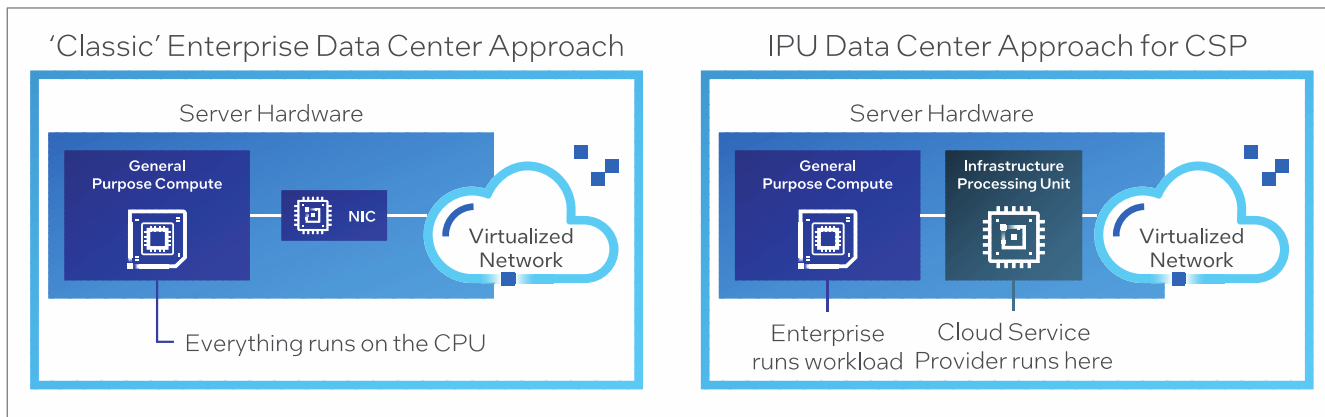 ‘Classic’ Enterprise Data Center Approach
Server Hardware
General
Purpose Compute
NIC
Virtualized
Network
Everything runs on the CPU
IPU Data Center Approach for CSP
Server Hardware
General
Purpose Compute
Infrastructure
Processing Unit
Virtualized
Network
Enterprise
runs workload
Cloud Service
Provider runs here